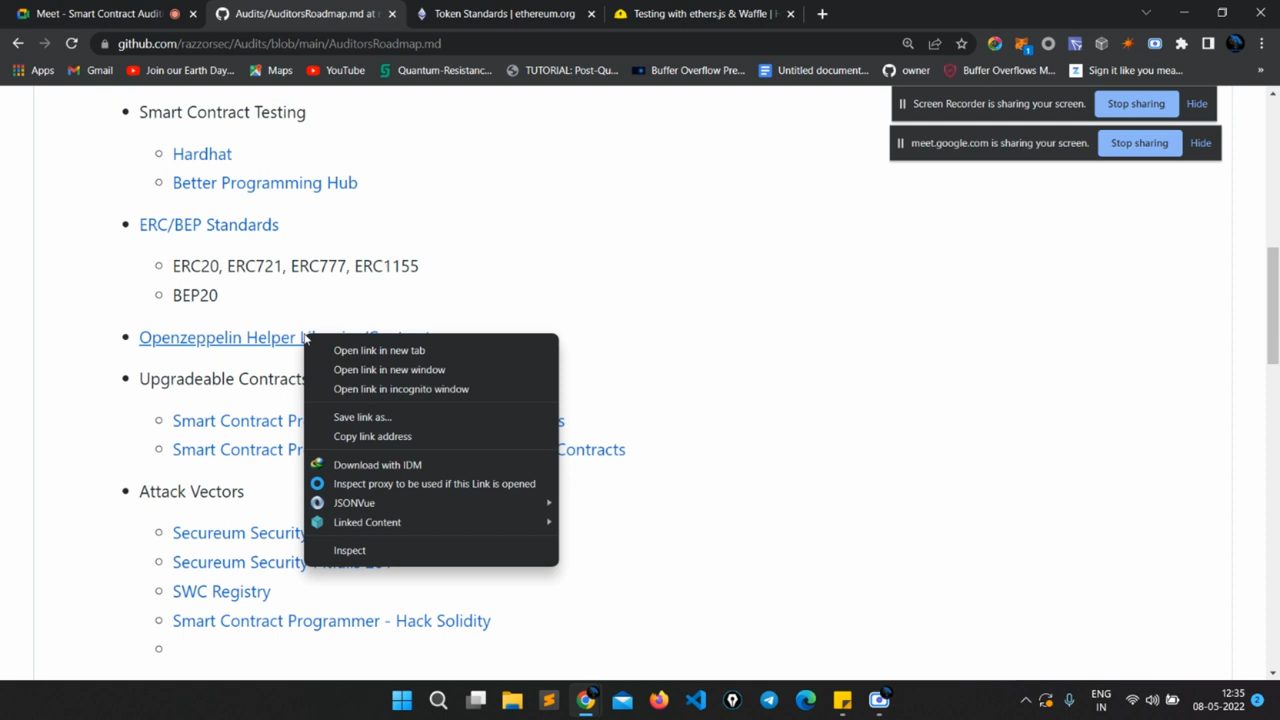 Meet - Smart Contract Audit
Audits/AuditorsRoadmap.md at
Token Standards | ethereum.org
Testing with ethers.js & Waffle | H
github.com/razzorsec/Audits/blob/main/AuditorsRoadmap.md
Apps
Gmail
Join our Earth Day...
Maps
YouTube
Quantum-Resistanc...
TUTORIAL: Post-Qu...
Buffer Overflow Pre...
Untitled document...
owner
Buffer Overflows M...
Sign it like you mea...
»
Screen Recorder is sharing your screen.
Stop sharing
Hide
meet.google.com is sharing your screen.
Stop sharing
Hide
Smart Contract Testing
Hardhat
Better Programming Hub
ERC/BEP Standards
ERC20, ERC721, ERC777, ERC1155
BEP20
Openzeppelin Helper
Upgradeable Contracts
Smart Contract
Smart Contract
Contracts
Attack Vectors
Secureum Security
Secureum Security
SWC Registry
Smart Contract Programmer - Hack Solidity
Open link in new tab
Open link in new window
Open link in incognito window
Save link as...
Copy link address
Download with IDM
Inspect proxy to be used if this Link is opened
JSONVue
Linked Content
Inspect
ENG
IN
12:35
08-05-2022
2